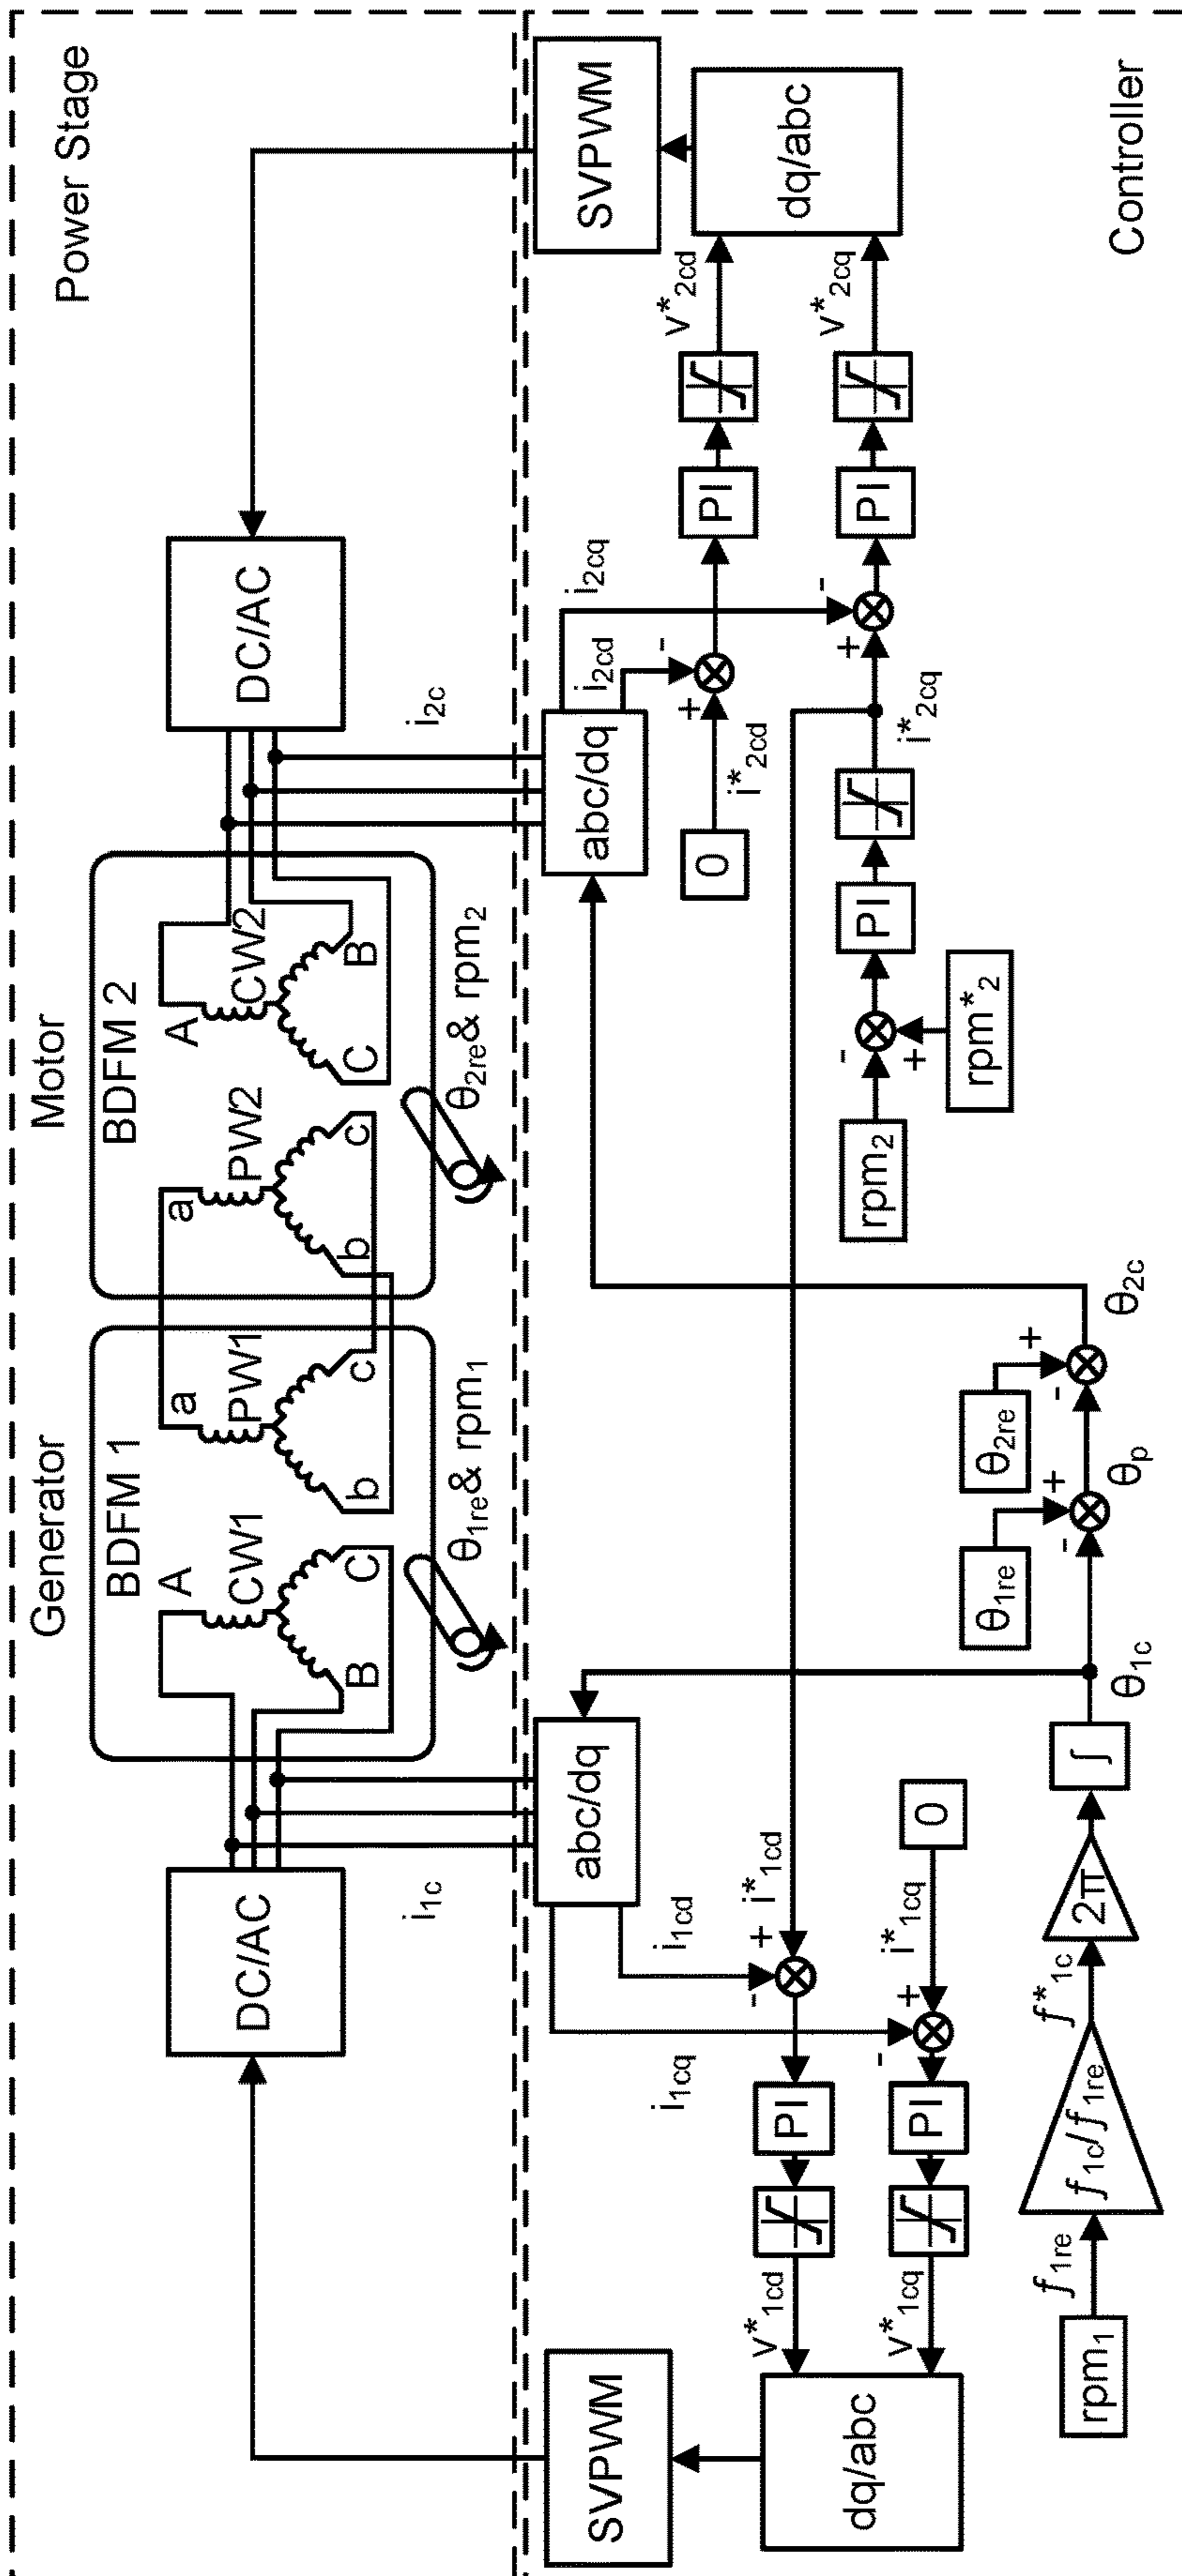 Power Stage
Generator
Motor
BDFM 1
BDFM 2
DC/AC
A
CW1
B
C
a
PW1
b
c
a
PW2
b
c
A
CW2
C
B
DC/AC
θ1re& rpm1
θ2re& rpm2
i1c
i2c
SVPWM
abc/dq
abc/dq
SVPWM
i1cq
i1cd
i2cd
i2cq
dq/abc
v*1cd
PI
-
+
i*1cd
0
i*2cd
+
-
PI
v*2cd
dq/abc
v*1cq
PI
-
+
i*1cq
0
rpm2
-
+
rpm*2
PI
i*2cq
+
-
PI
v*2cq
rpm1
f1re
f1c/f1re
f*1c
2π
∫
θ1c
θ1re
-
+
θp
θ2re
-
+
θ2c
Controller